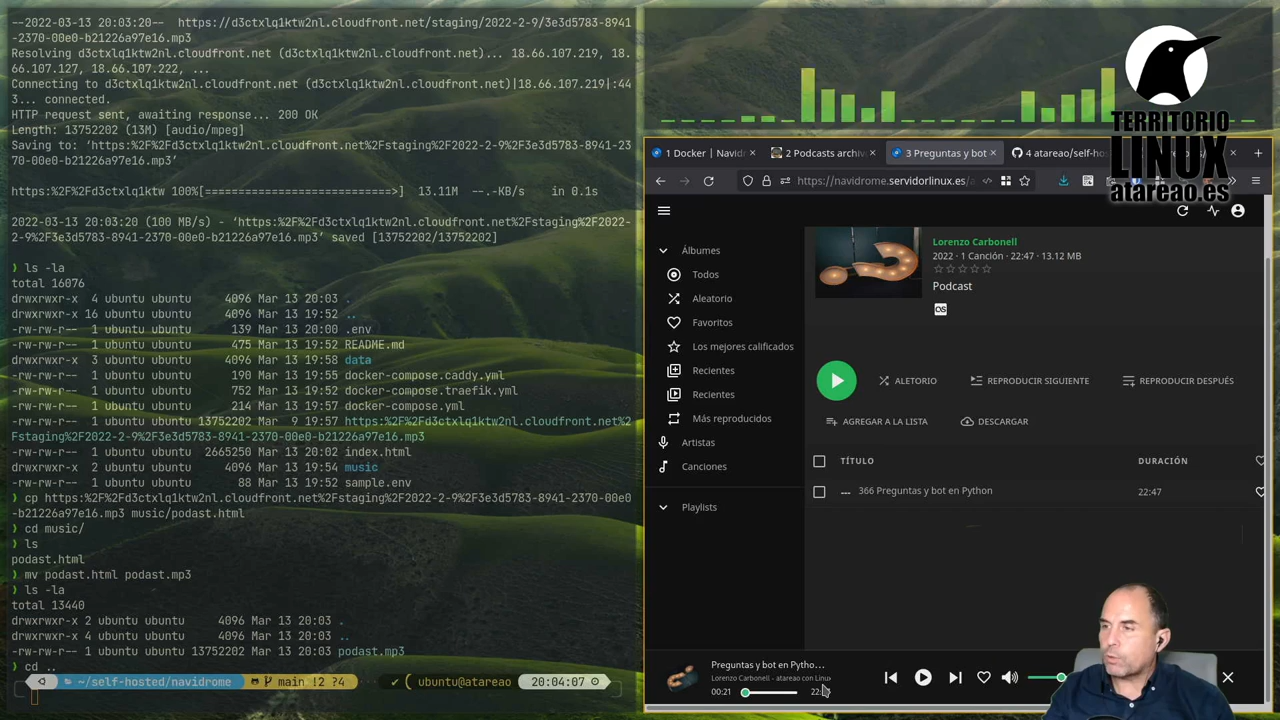 --2022-03-13 20:03:20-- https://d3ctxlq1ktw2nl.cloudfront.net/staging/2022-2-9/3e3d5783-8941
-2370-00e0-b21226a97e16.mp3
Resolving d3ctxlq1ktw2nl.cloudfront.net (d3ctxlq1ktw2nl.cloudfront.net)... 18.66.107.219, 18.
66.107.127, 18.66.107.222, ...
Connecting to d3ctxlq1ktw2nl.cloudfront.net (d3ctxlq1ktw2nl.cloudfront.net)|18.66.107.219|:44
3... connected.
HTTP request sent, awaiting response... 200 OK
Length: 13752202 (13M) [audio/mpeg]
Saving to: ‘https:%2F%2Fd3ctxlq1ktw2nl.cloudfront.net%2Fstaging%2F2022-2-9%2F3e3d5783-8941-23
70-00e0-b21226a97e16.mp3’
https:%2F%2Fd3ctxlq1ktw 100%[============================>] 13.11M --.-KB/s in 0.1s
2022-03-13 20:03:20 (100 MB/s) - ‘https:%2F%2Fd3ctxlq1ktw2nl.cloudfront.net%2Fstaging%2F2022-
2-9%2F3e3d5783-8941-2370-00e0-b21226a97e16.mp3’ saved [13752202/13752202]
❯ ls -la
total 16076
drwxrwxr-x 4 ubuntu ubuntu 4096 Mar 13 20:03 .
drwxrwxr-x 16 ubuntu ubuntu 4096 Mar 13 19:52 ..
-rw-rw-r-- 1 ubuntu ubuntu 139 Mar 13 20:00 .env
-rw-rw-r-- 1 ubuntu ubuntu 475 Mar 13 19:52 README.md
drwxrwxr-x 3 ubuntu ubuntu 4096 Mar 13 19:58 data
-rw-rw-r-- 1 ubuntu ubuntu 190 Mar 13 19:55 docker-compose.caddy.yml
-rw-rw-r-- 1 ubuntu ubuntu 752 Mar 13 19:52 docker-compose.traefik.yml
-rw-rw-r-- 1 ubuntu ubuntu 214 Mar 13 19:57 docker-compose.yml
-rw-rw-r-- 1 ubuntu ubuntu 13752202 Mar 9 19:57 https:%2F%2Fd3ctxlq1ktw2nl.cloudfront.net%2
Fstaging%2F2022-2-9%2F3e3d5783-8941-2370-00e0-b21226a97e16.mp3
-rw-rw-r-- 1 ubuntu ubuntu 2665250 Mar 13 20:02 index.html
drwxrwxr-x 2 ubuntu ubuntu 4096 Mar 13 19:54 music
-rw-rw-r-- 1 ubuntu ubuntu 88 Mar 13 19:52 sample.env
❯ cp https:%2F%2Fd3ctxlq1ktw2nl.cloudfront.net%2Fstaging%2F2022-2-9%2F3e3d5783-8941-2370-00e0
-b21226a97e16.mp3 music/podast.html
❯ cd music/
❯ ls
podast.html
❯ mv podast.html podast.mp3
❯ ls -la
total 13440
drwxrwxr-x 2 ubuntu ubuntu 4096 Mar 13 20:03 .
drwxrwxr-x 4 ubuntu ubuntu 4096 Mar 13 20:03 ..
-rw-rw-r-- 1 ubuntu ubuntu 13752202 Mar 13 20:03 podast.mp3
❯ cd ..
~/self-hosted/navidrome main !2 ?4 ✔ ubuntu@atareao 20:04:07
TERRITORIO
LINUX
atareao.es
1 Docker | Navidr
2 Podcasts archiv
3 Preguntas y bot
4 atareao/self-ho
https://navidrome.servidorlinux.es/a
Álbumes
Todos
Aleatorio
Favoritos
Los mejores calificados
Recientes
Recientes
Más reproducidos
Artistas
Canciones
Playlists
Lorenzo Carbonell
2022 · 1 Canción · 22:47 · 13.12 MB
Podcast
ALETORIO
REPRODUCIR SIGUIENTE
REPRODUCIR DESPUÉS
AGREGAR A LA LISTA
DESCARGAR
TÍTULO DURACIÓN
366 Preguntas y bot en Python 22:47
Preguntas y bot en Pytho...
Lorenzo Carbonell - atareao con Linux
00:21